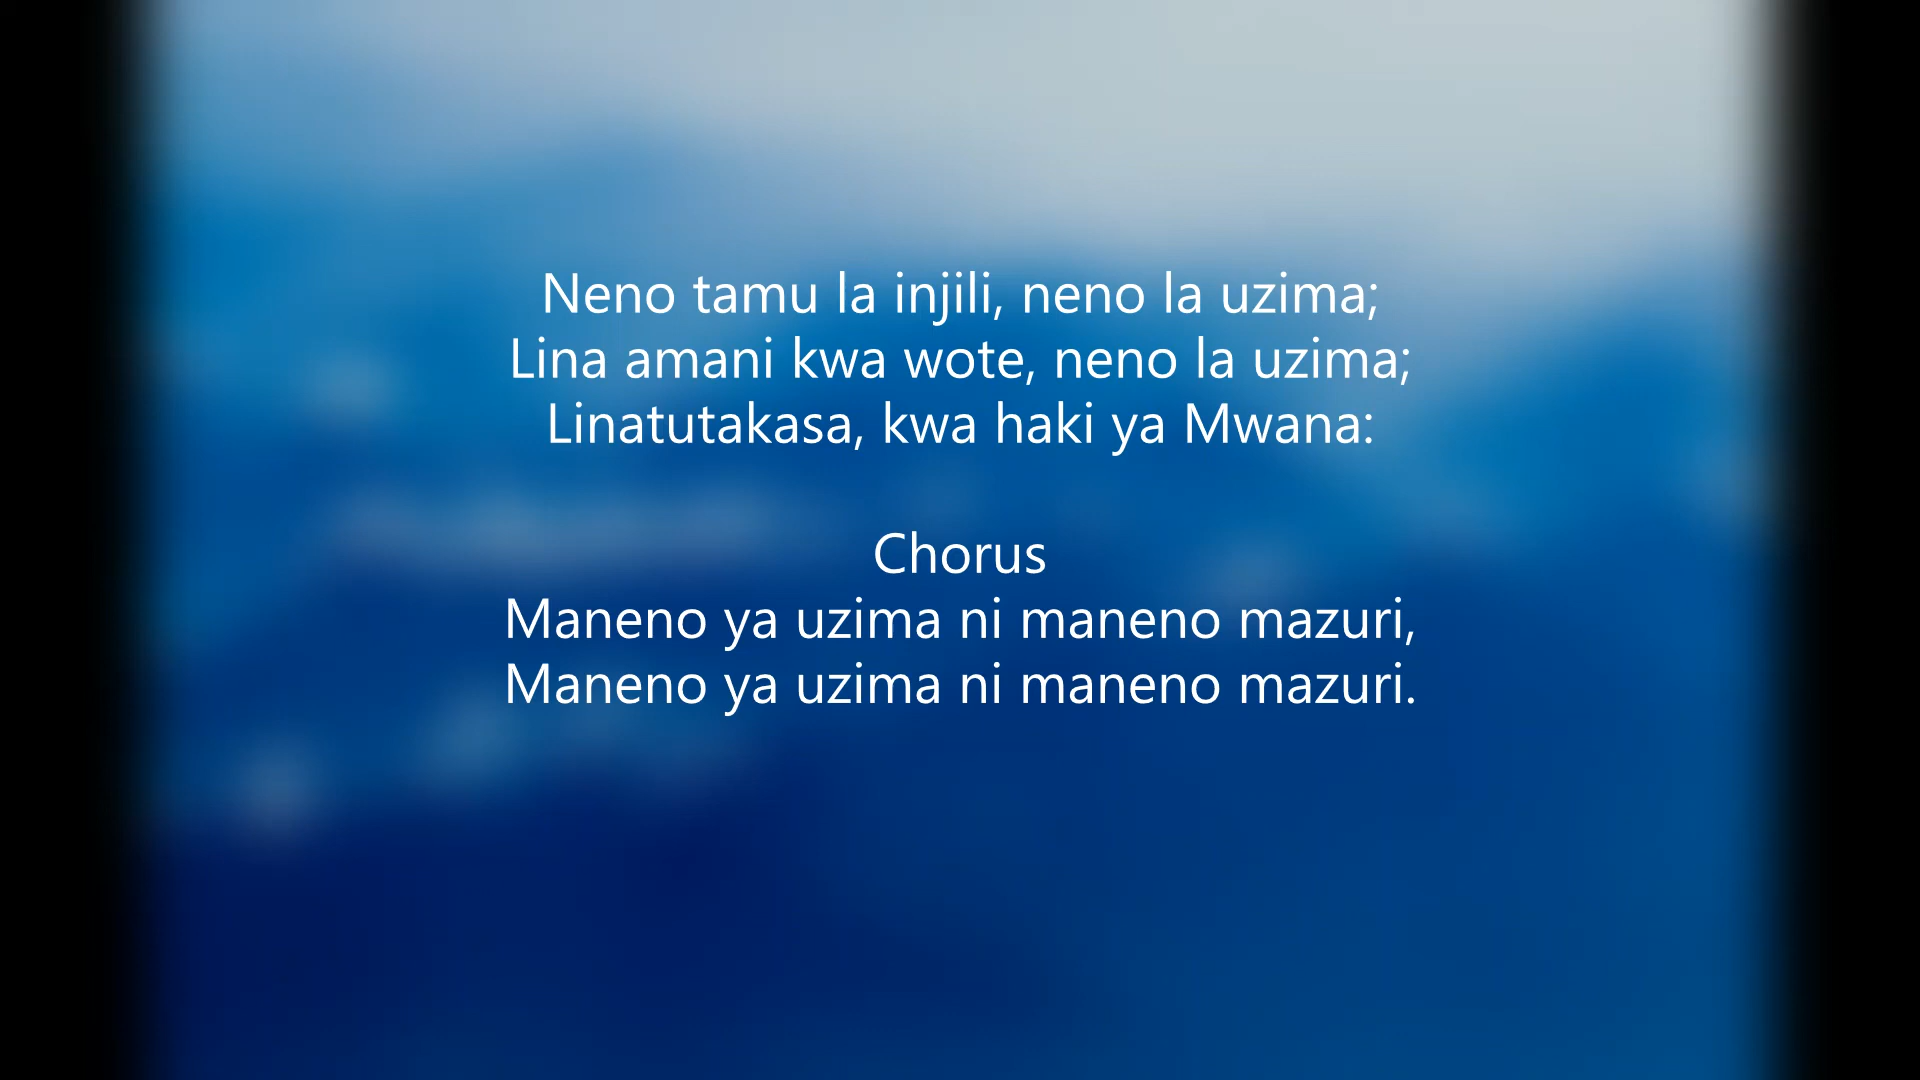 Neno tamu la injili, neno la uzima;
Lina amani kwa wote, neno la uzima;
Linatutakasa, kwa haki ya Mwana:
Chorus
Maneno ya uzima ni maneno mazuri,
Maneno ya uzima ni maneno mazuri.